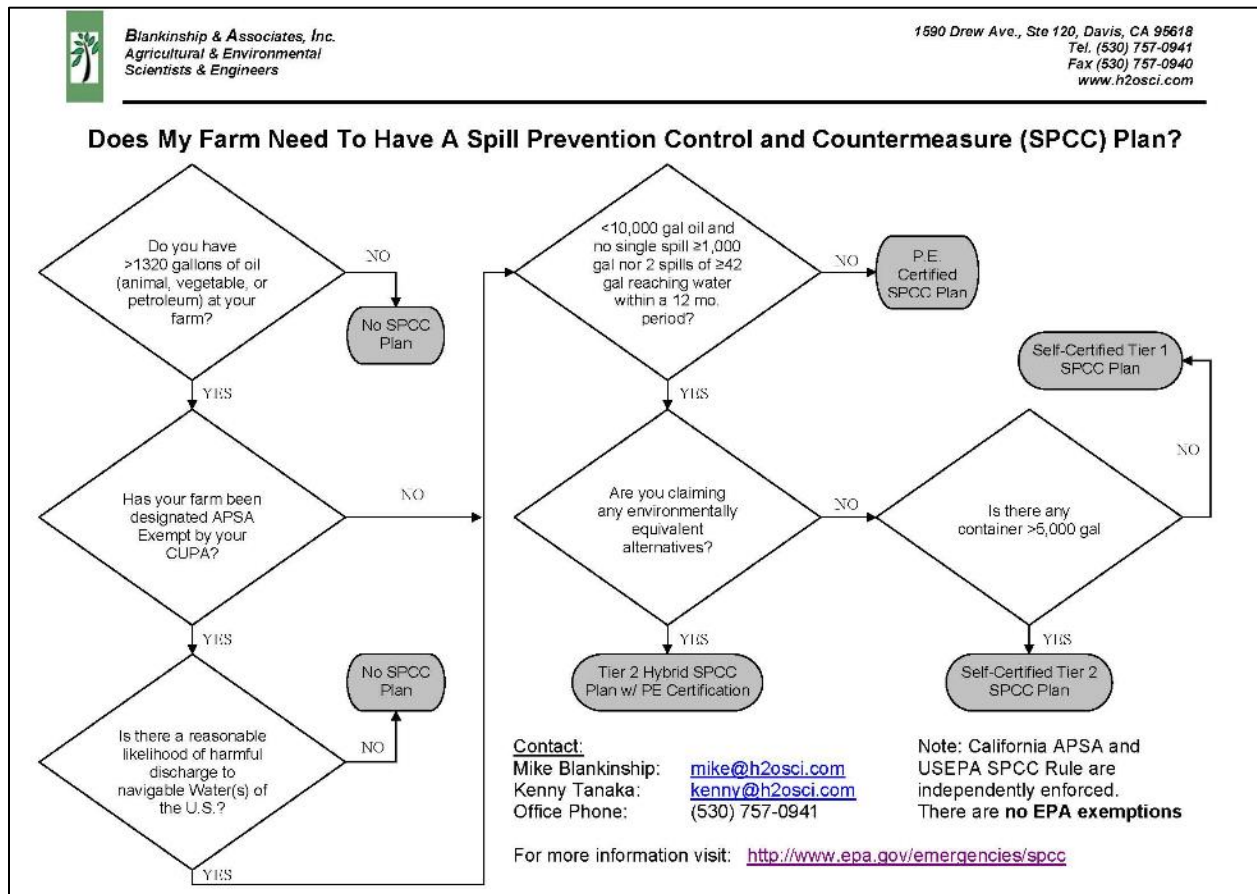 Blankinship & Associates, Inc.
Agricultural & Environmental
Scientists & Engineers
1590 Drew Ave., Ste 120, Davis, CA 95618
Tel. (530) 757-0941
Fax (530) 757-0940
www.h2osci.com
Does My Farm Need To Have A Spill Prevention Control and Countermeasure (SPCC) Plan?
Do you have
>1320 gallons of oil
(animal, vegetable, or
petroleum) at your
farm?
NO
No SPCC
Plan
YES
Has your farm been
designated APSA
Exempt by your
CUPA?
NO
YES
Is there a reasonable
likelihood of harmful
discharge to
navigable Water(s) of
the U.S.?
NO
No SPCC
Plan
YES
<10,000 gal oil and
no single spill ≥1,000
gal nor 2 spills of ≥42
gal reaching water
within a 12 mo.
period?
NO
P.E.
Certified
SPCC Plan
YES
Are you claiming
any environmentally
equivalent
alternatives?
NO
YES
Tier 2 Hybrid SPCC
Plan w/ PE Certification
Is there any
container >5,000 gal
NO
Self-Certified Tier 1
SPCC Plan
YES
Self-Certified Tier 2
SPCC Plan
Contact:
Mike Blankinship: mike@h2osci.com
Kenny Tanaka: kenny@h2osci.com
Office Phone: (530) 757-0941
Note: California APSA and
USEPA SPCC Rule are
independently enforced.
There are no EPA exemptions
For more information visit: http://www.epa.gov/emergencies/spcc